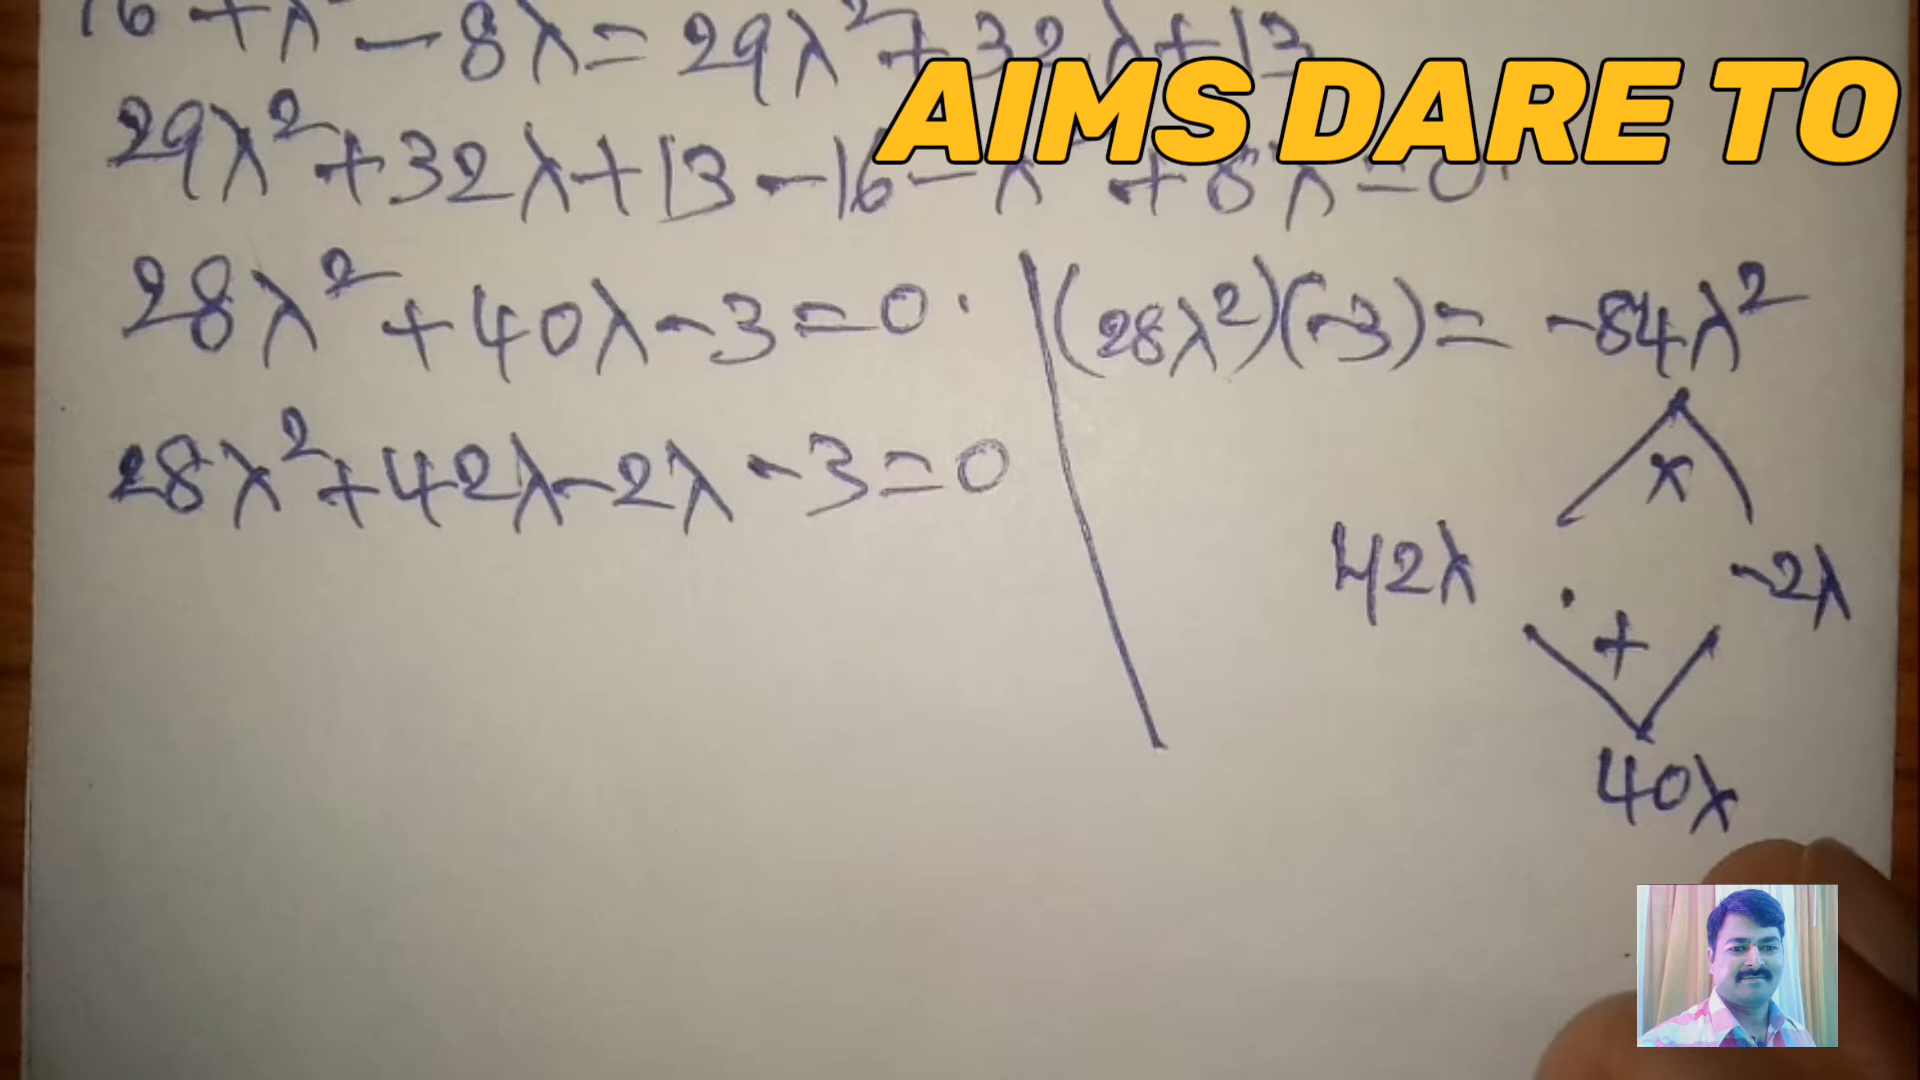 16 + λ² - 8λ = 29λ² + 32λ + 13
AIMS DARE TO
29λ² + 32λ + 13 - 16 - λ² + 8λ = 0.
28λ² + 40λ - 3 = 0.
(28λ²)(-3) = -84λ²
28λ² + 42λ - 2λ - 3 = 0
×
42λ
-2λ
+
40λ